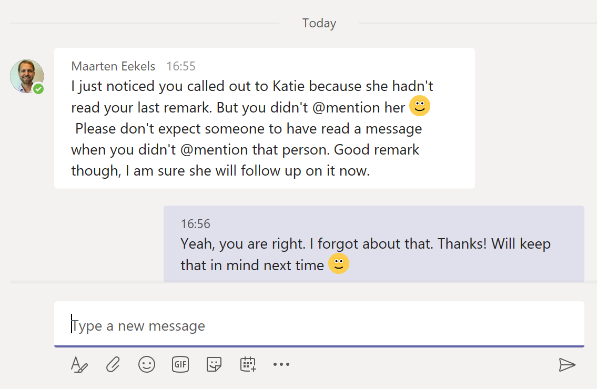 Today
Maarten Eekels 16:55
I just noticed you called out to Katie because she hadn't
read your last remark. But you didn't @mention her
Please don't expect someone to have read a message
when you didn't @mention that person. Good remark
though, I am sure she will follow up on it now.
16:56
Yeah, you are right. I forgot about that. Thanks! Will keep
that in mind next time
Type a new message
GIF